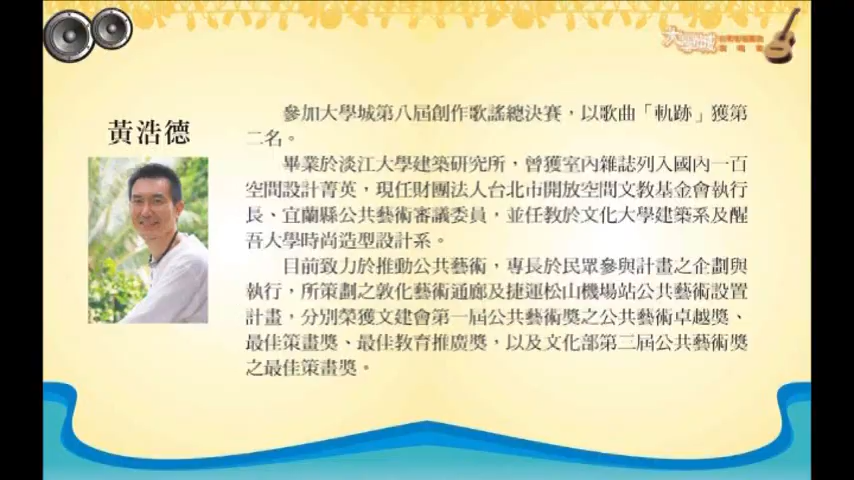 大學城
黃浩德
參加大學城第八屆創作歌謠總決賽，以歌曲「軌跡」獲第
二名。
畢業於淡江大學建築研究所，曾獲室內雜誌列入國內一百
空間設計菁英，現任財團法人台北市開放空間文教基金會執行
長、宜蘭縣公共藝術審議委員，並任教於文化大學建築系及醒
吾大學時尚造型設計系。
目前致力於推動公共藝術，專長於民眾參與計畫之企劃與
執行，所策劃之敦化藝術通廊及捷運松山機場站公共藝術設置
計畫，分別榮獲文建會第一屆公共藝術獎之公共藝術卓越獎、
最佳策畫獎、最佳教育推廣獎，以及文化部第三屆公共藝術獎
之最佳策畫獎。